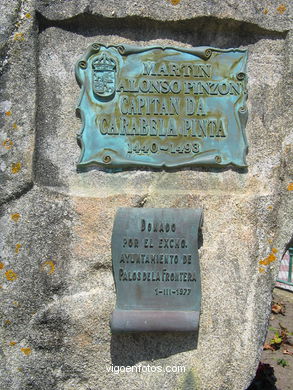 MARTIN
ALONSO PINZON
CAPITAN DA
CARABELA PINTA
1440-1493
DONADO
POR EL EXCMO.
AYUNTAMIENTO DE
PALOS DE LA FRONTERA
1-III-1977
vigoenfotos.com